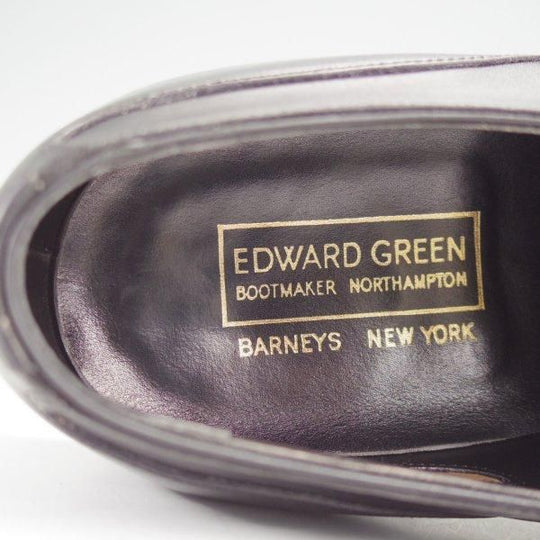 EDWARD GREEN
BOOTMAKER NORTHAMPTON
BARNEYS NEW YORK